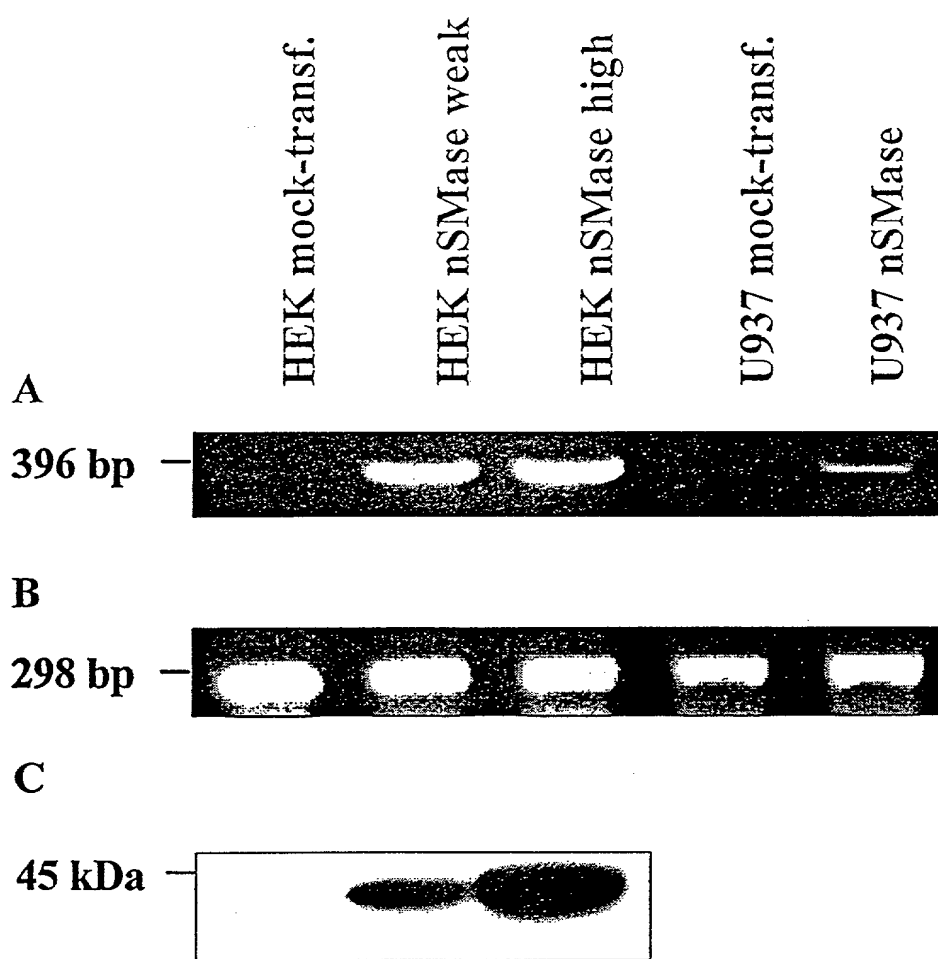 HEK mock-transf.
HEK nSMase weak
HEK nSMase high
U937 mock-transf.
U937 nSMase
A
396 bp
B
298 bp
C
45 kDa